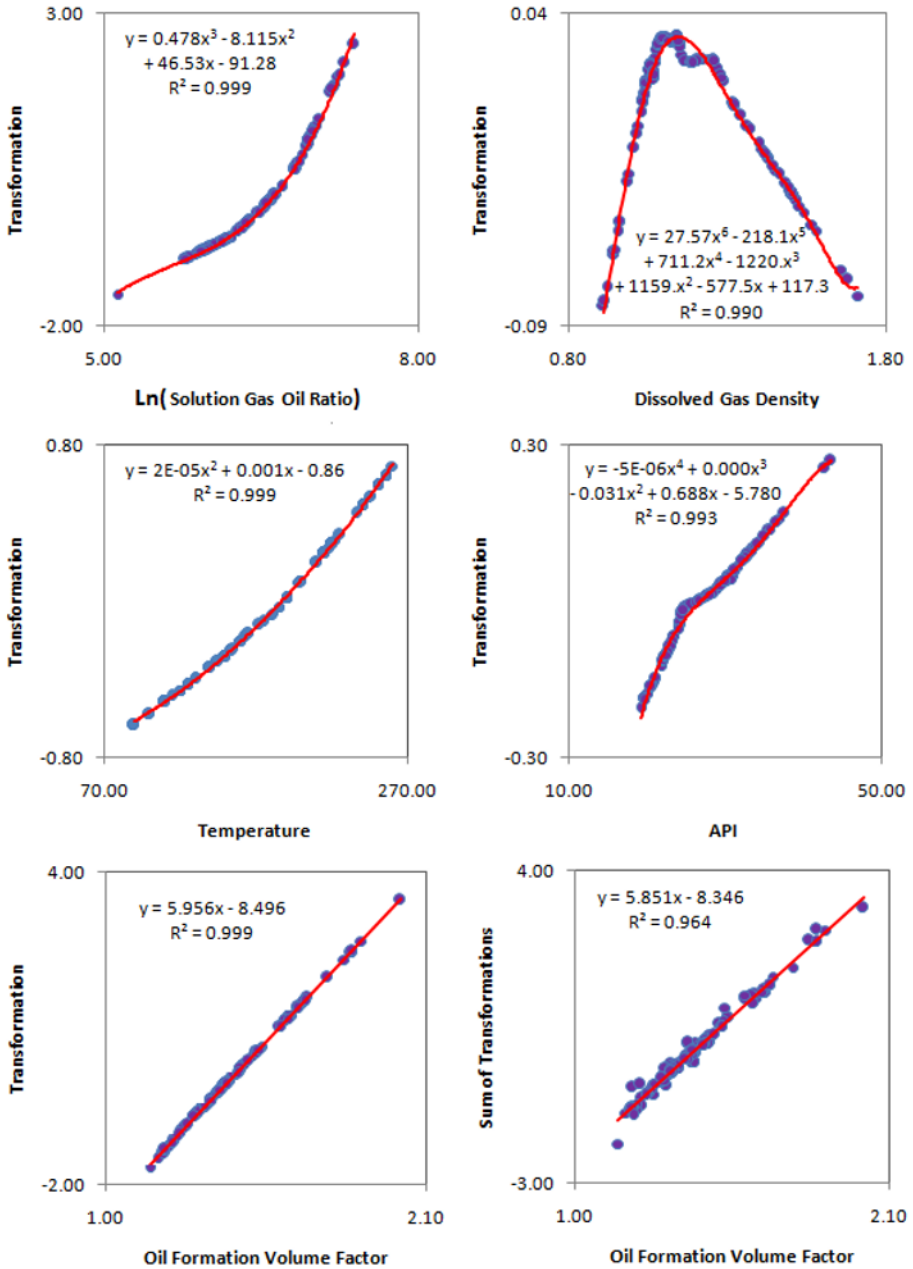 3.00
y = 0.478x³ - 8.115x²
+ 46.53x - 91.28
R² = 0.999
Transformation
-2.00
5.00
8.00
Ln( Solution Gas Oil Ratio)
0.04
Transformation
y = 27.57x⁶ - 218.1x⁵
+ 711.2x⁴ - 1220.x³
+ 1159.x² - 577.5x + 117.3
R² = 0.990
-0.09
0.80
1.80
Dissolved Gas Density
0.80
y = 2E-05x² + 0.001x - 0.86
R² = 0.999
Transformation
-0.80
70.00
270.00
Temperature
0.30
y = -5E-06x⁴ + 0.000x³
- 0.031x² + 0.688x - 5.780
R² = 0.993
Transformation
-0.30
10.00
50.00
API
4.00
y = 5.956x - 8.496
R² = 0.999
Transformation
-2.00
1.00
2.10
Oil Formation Volume Factor
4.00
y = 5.851x - 8.346
R² = 0.964
Sum of Transformations
-3.00
1.00
2.10
Oil Formation Volume Factor